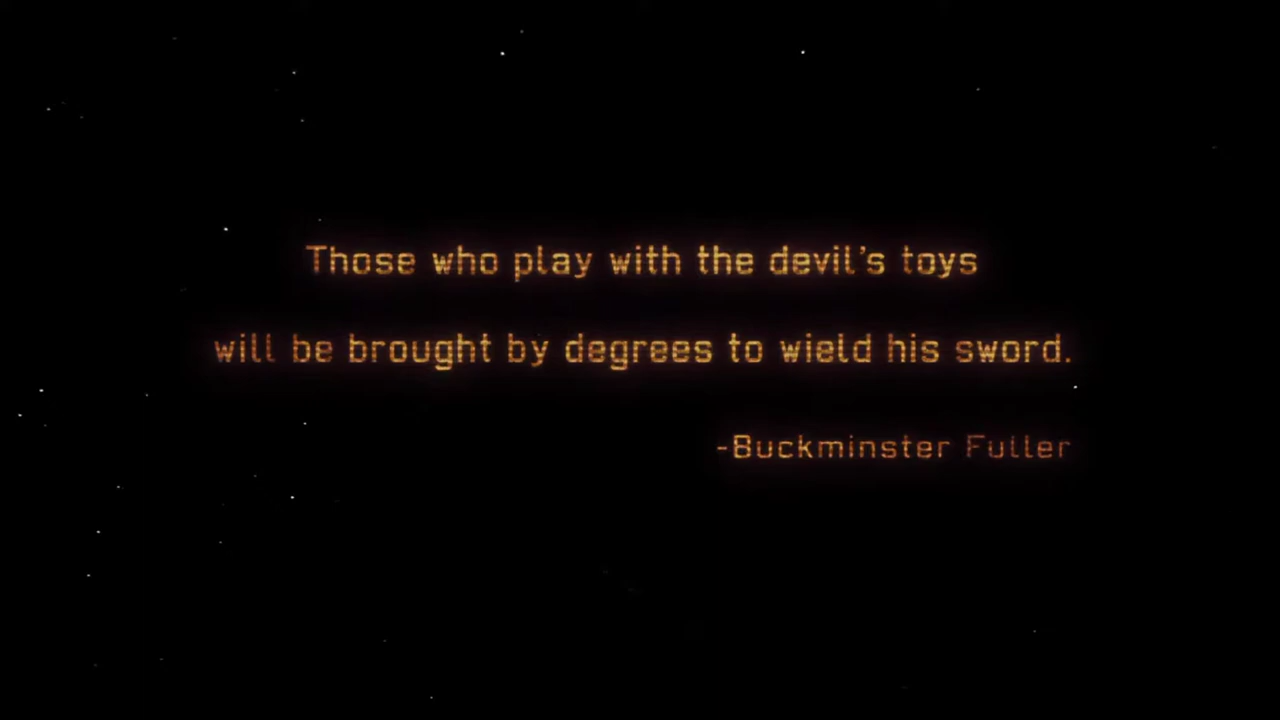 Those who play with the devil's toys
will be brought by degrees to wield his sword.
-Buckminster Fuller